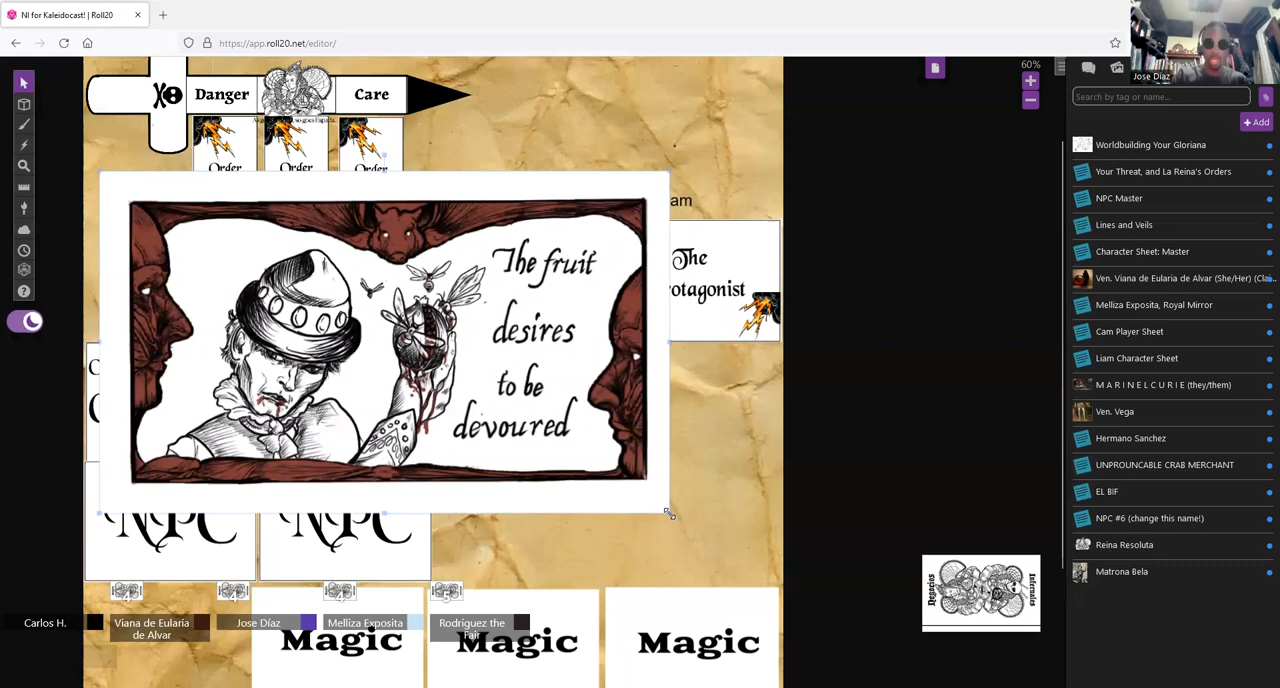 NI for Kaleidocast! | Roll20
https://app.roll20.net/editor/
Jose Díaz
60%
Search by tag or name...
+ Add
Danger
Care
Order
Order
Order
am
The
rotagonist
The fruit
desires
to be
devoured
NPC
NPC
Carlos H.
Viana de Eularia
de Alvar
Jose Díaz
Melliza Exposita
Rodriguez the
Fair
Magic
Magic
Magic
Negocios
Infernales
Worldbuilding Your Gloriana
Your Threat, and La Reina's Orders
NPC Master
Lines and Veils
Character Sheet: Master
Ven. Viana de Eularia de Alvar (She/Her) (Cla...
Melliza Exposita, Royal Mirror
Cam Player Sheet
Liam Character Sheet
M A R I N E L C U R I E (they/them)
Ven. Vega
Hermano Sanchez
UNPROUNCABLE CRAB MERCHANT
EL BIF
NPC #6 (change this name!)
Reina Resoluta
Matrona Bela